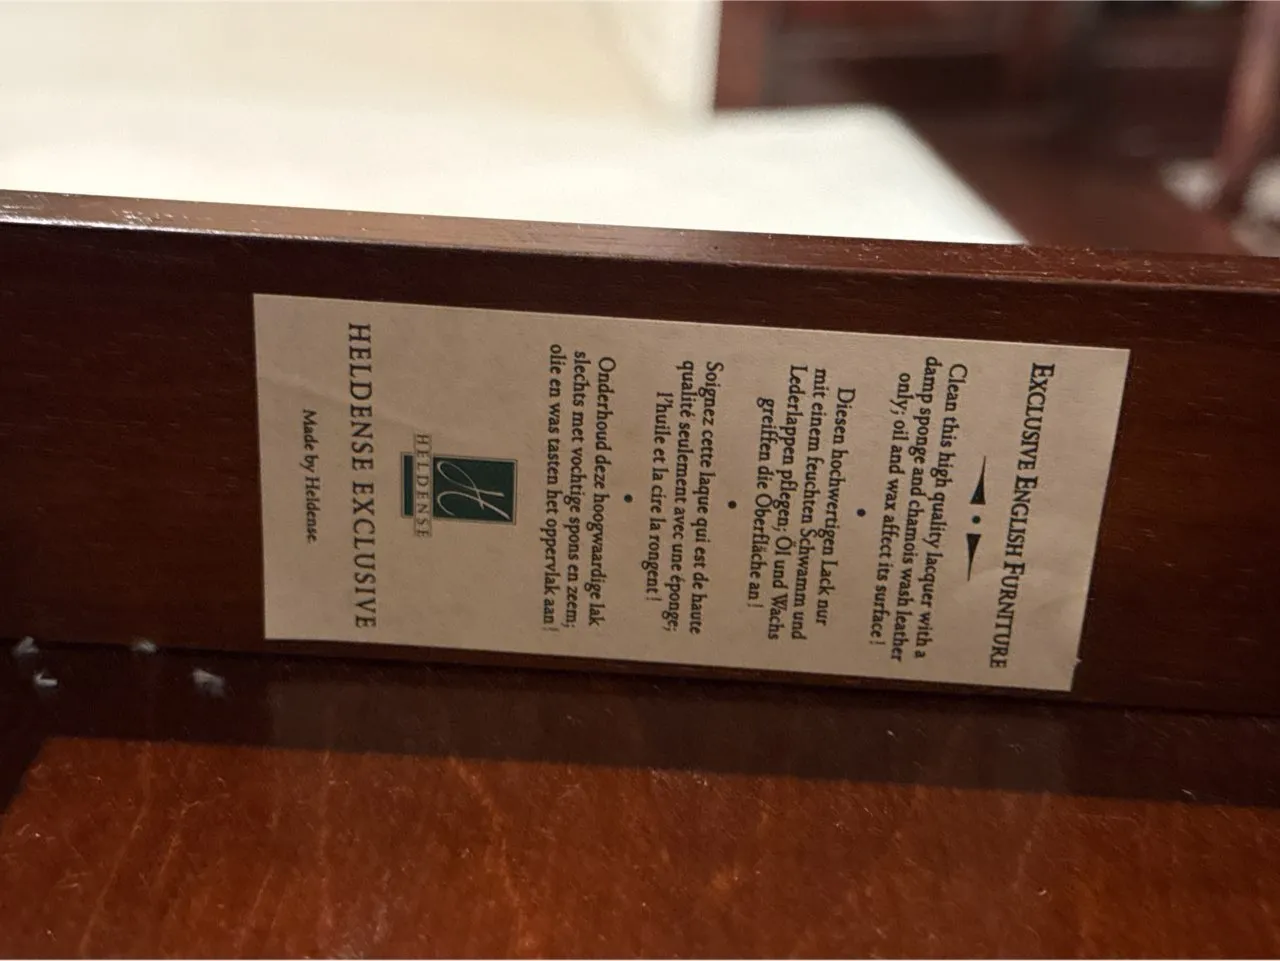 EXCLUSIVE ENGLISH FURNITURE
Clean this high quality lacquer with a
damp sponge and chamois wash leather
only; oil and wax affect its surface!
•
Diesen hochwertigen Lack nur
mit einem feuchten Schwamm und
Lederlappen pflegen; Öl und Wachs
greiffen die Oberfläche an!
•
Soignez cette laque qui est de haute
qualité seulement avec une éponge;
l'huile et la cire la rongent!
•
Onderhoud deze hoogwaardige lak
slechts met vochtige spons en zeem;
olie en was tasten het oppervlak aan!
H
HELDENSE
HELDENSE EXCLUSIVE
Made by Heldense.